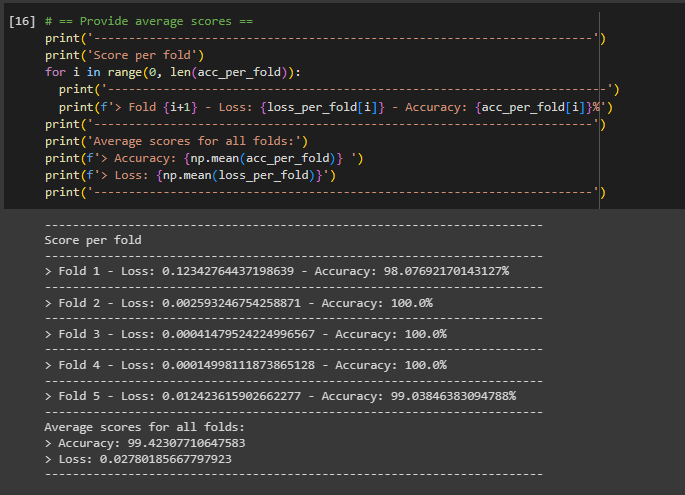 [16] # == Provide average scores ==
print('------------------------------------------------------------------------')
print('Score per fold')
for i in range(0, len(acc_per_fold)):
  print('------------------------------------------------------------------------')
  print(f'> Fold {i+1} - Loss: {loss_per_fold[i]} - Accuracy: {acc_per_fold[i]}%')
print('------------------------------------------------------------------------')
print('Average scores for all folds:')
print(f'> Accuracy: {np.mean(acc_per_fold)} ')
print(f'> Loss: {np.mean(loss_per_fold)}')
print('------------------------------------------------------------------------')
------------------------------------------------------------------------
Score per fold
------------------------------------------------------------------------
> Fold 1 - Loss: 0.12342764437198639 - Accuracy: 98.07692170143127%
------------------------------------------------------------------------
> Fold 2 - Loss: 0.002593246754258871 - Accuracy: 100.0%
------------------------------------------------------------------------
> Fold 3 - Loss: 0.00041479524224996567 - Accuracy: 100.0%
------------------------------------------------------------------------
> Fold 4 - Loss: 0.00014998111873865128 - Accuracy: 100.0%
------------------------------------------------------------------------
> Fold 5 - Loss: 0.012423615902662277 - Accuracy: 99.03846383094788%
------------------------------------------------------------------------
Average scores for all folds:
> Accuracy: 99.42307710647583
> Loss: 0.02780185667797923
------------------------------------------------------------------------